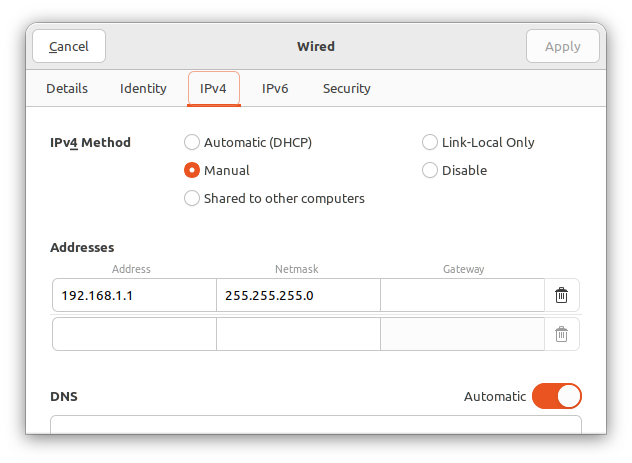 Cancel Wired Apply
Details Identity IPv4 IPv6 Security
IPv4 Method Automatic (DHCP) Link-Local Only
Manual Disable
Shared to other computers
Addresses
Address Netmask Gateway
192.168.1.1 255.255.255.0
DNS Automatic